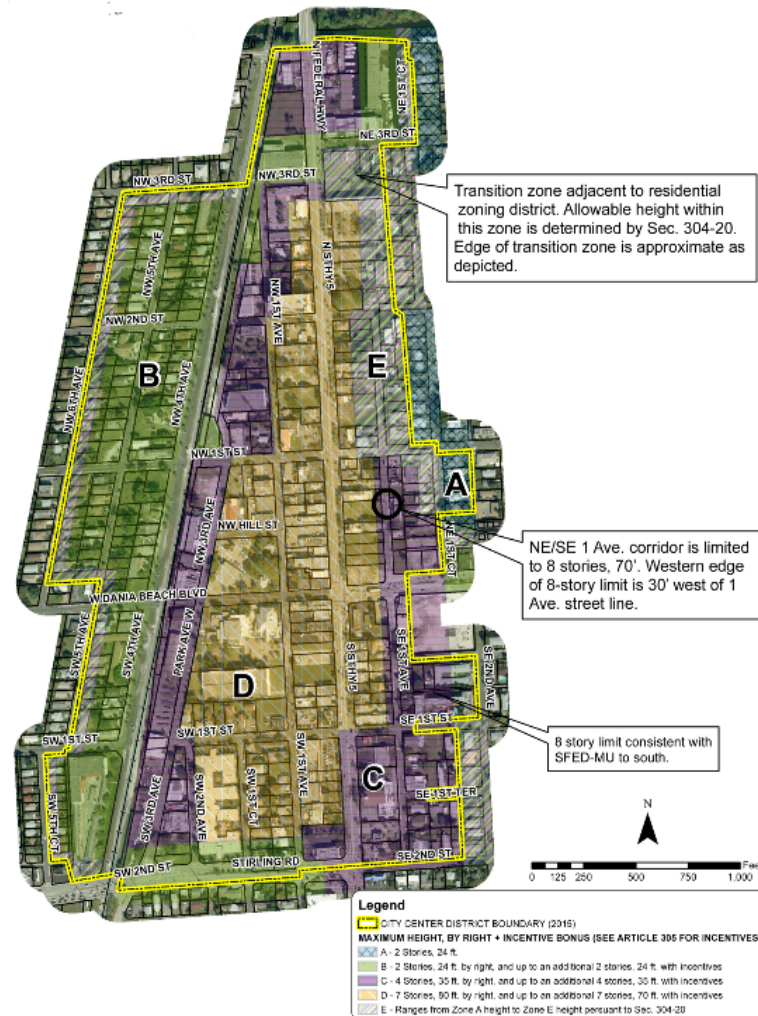 N FEDERAL HWY
NE 1ST CT
NE 3RD ST
NW 3RD ST
NW 3RD ST
Transition zone adjacent to residential
zoning district. Allowable height within
this zone is determined by Sec. 304-20.
Edge of transition zone is approximate as
depicted.
NW 5TH AVE
N STHY 5
NW 1ST AVE
NW 2ND ST
E
B
NW 6TH AVE
NW 4TH AVE
NW 1ST ST
A
NW 3RD AVE
NW HILL ST
NE 1ST CT
NE/SE 1 Ave. corridor is limited
to 8 stories, 70'. Western edge
of 8-story limit is 30' west of 1
Ave. street line.
W DANIA BEACH BLVD
SW 5TH AVE
SW 4TH AVE
PARK AVE W
S STHY 5
SE 1ST AVE
SE 2ND AVE
D
SE 1ST ST
SW 1ST ST
SW 1ST ST
8 story limit consistent with
SFED-MU to south.
SW 1ST AVE
C
SW 5TH CT
SW 3RD AVE
SW 2ND AVE
SW 1ST CT
SE 1ST TER
N
SE 2ND ST
STIRLING RD
SW 2ND ST
0 125 250 500 750 1,000
Legend
CITY CENTER DISTRICT BOUNDARY (2015)
MAXIMUM HEIGHT, BY RIGHT + INCENTIVE BONUS (SEE ARTICLE 305 FOR INCENTIVES
A - 2 Stories, 24 ft.
B - 2 Stories, 24 ft. by right, and up to an additional 2 stories, 24 ft. with incentives
C - 4 Stories, 35 ft. by right, and up to an additional 4 stories, 35 ft. with incentives
D - 7 Stories, 80 ft. by right, and up to an additional 7 stories, 70 ft. with incentives
E - Ranges from Zone A height to Zone E height persuant to Sec. 304-20